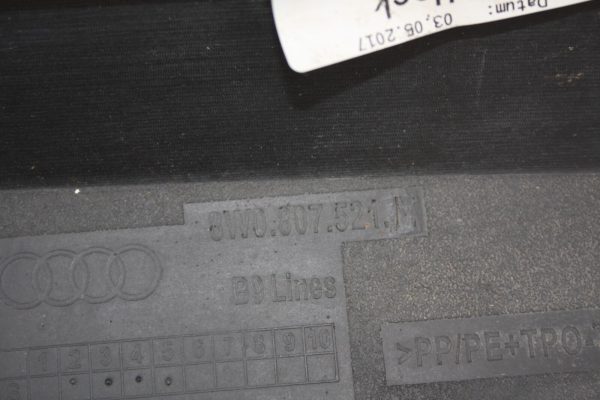 Datum:
03.05.2017
8W0.807.521.
B9 Lines
>PP/PE+TPO
1 2 3 4 5 6 7 8 9 10